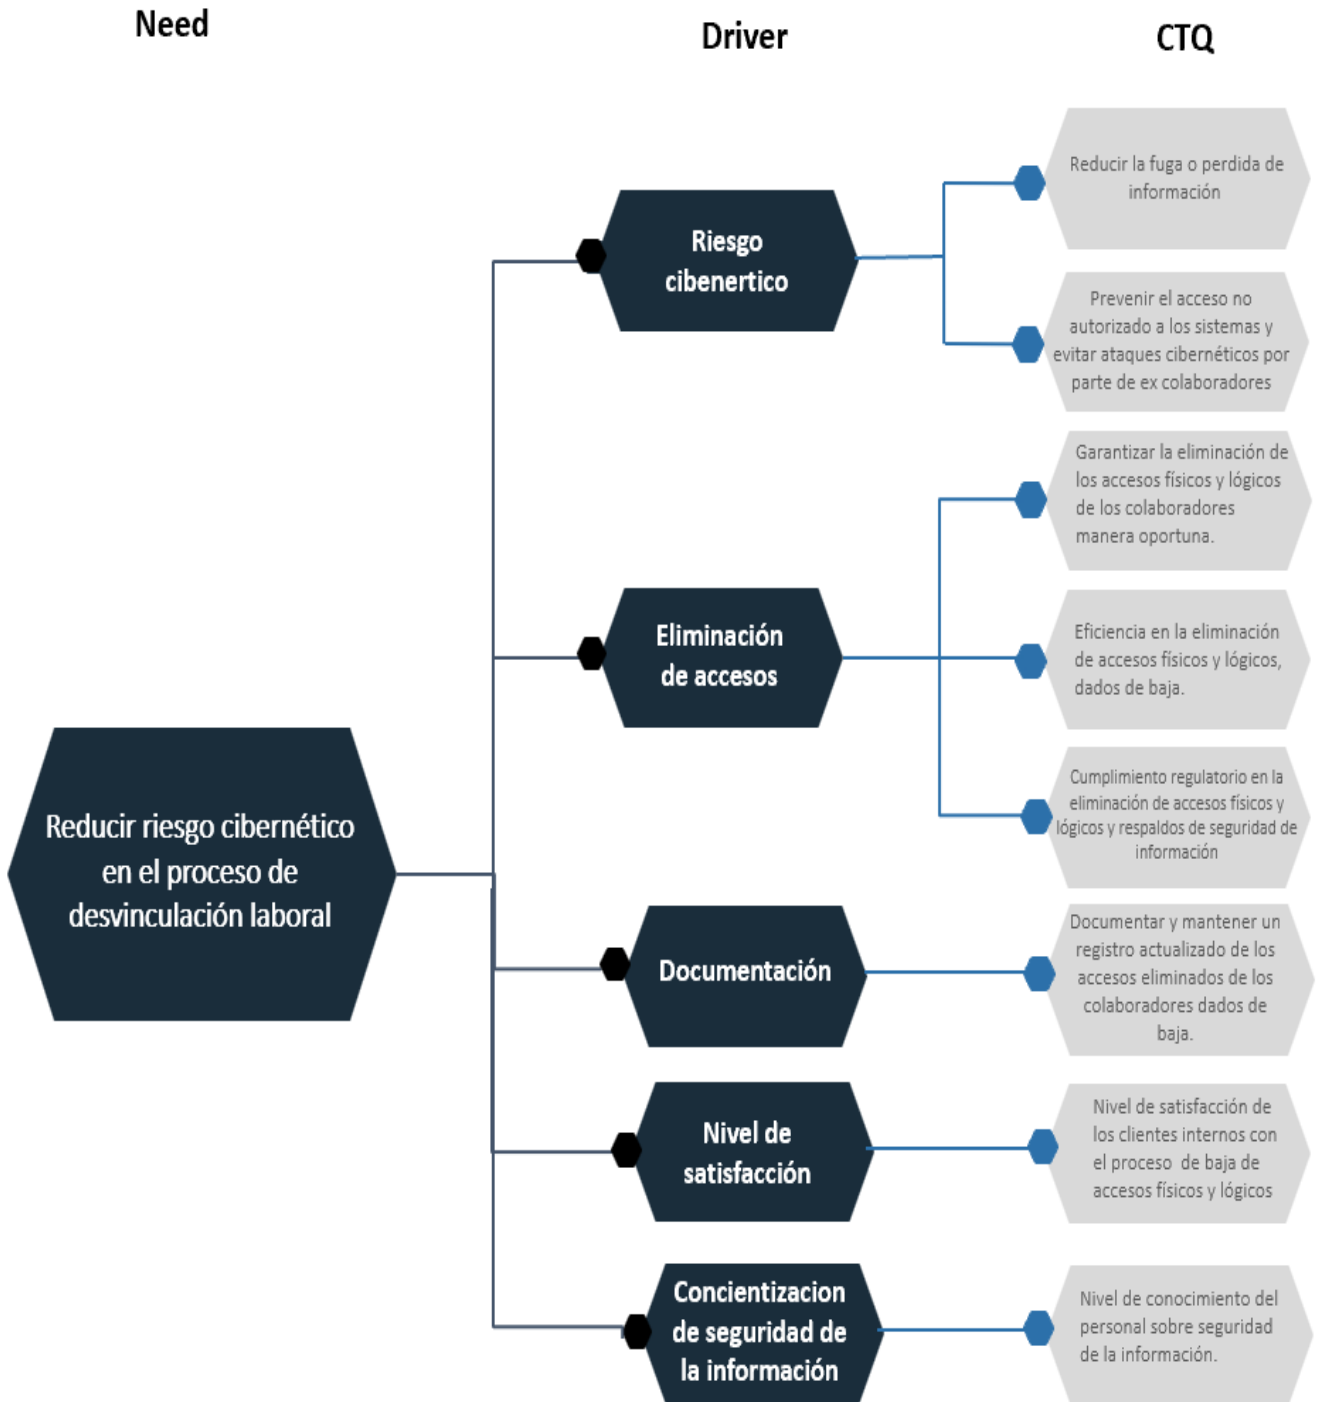 Need
Driver
CTQ
Reducir riesgo cibernético
en el proceso de
desvinculación laboral
Riesgo
cibenertico
Reducir la fuga o perdida de
información
Prevenir el acceso no
autorizado a los sistemas y
evitar ataques cibernéticos por
parte de ex colaboradores
Eliminación
de accesos
Garantizar la eliminación de
los accesos físicos y lógicos
de los colaboradores
manera oportuna.
Eficiencia en la eliminación
de accesos físicos y lógicos,
dados de baja.
Cumplimiento regulatorio en la
eliminación de accesos físicos y
lógicos y respaldos de seguridad de
información
Documentación
Documentar y mantener un
registro actualizado de los
accesos eliminados de los
colaboradores dados de
baja.
Nivel de
satisfacción
Nivel de satisfacción de
los clientes internos con
el proceso de baja de
accesos físicos y lógicos
Concientizacion
de seguridad de
la información
Nivel de conocimiento del
personal sobre seguridad
de la información.